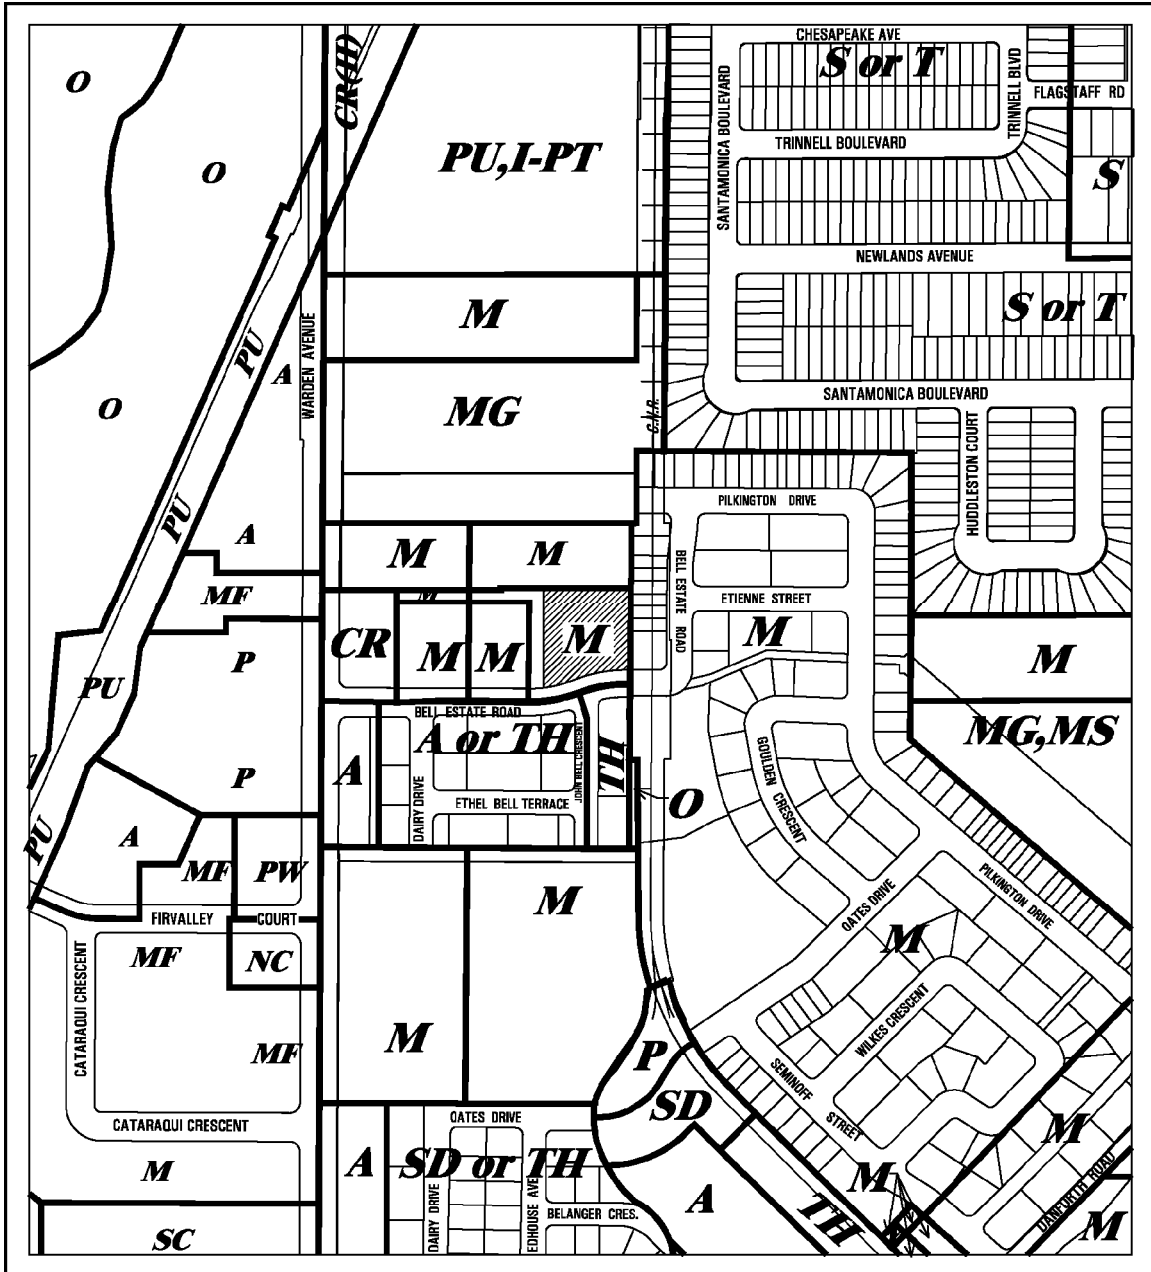 CHESAPEAKE AVE
O
CR(H)
S or T
TRINNELL BLVD
FLAGSTAFF RD
SANTAMONICA BOULEVARD
TRINNELL BOULEVARD
PU,I-PT
O
S
NEWLANDS AVENUE
M
S or T
WARDEN AVENUE
PU
A
SANTAMONICA BOULEVARD
O
MG
C.N.R.
HUDDLESTON COURT
PILKINGTON DRIVE
PU
A
M
M
BELL ESTATE ROAD
MF
M
ETIENNE STREET
CR
M
M
M
M
M
P
PU
BELL ESTATE ROAD
MG,MS
A or TH
JOHN BELL CRESCENT
TH
GOULDEN CRESCENT
A
P
DAIRY DRIVE
ETHEL BELL TERRACE
O
PU
A
MF
PW
M
OATES DRIVE
PILKINGTON DRIVE
FIRVALLEY
COURT
MF
NC
M
CATARAQUI CRESCENT
WILKES CRESCENT
MF
M
P
SEMINOFF
STREET
SD
CATARAQUI CRESCENT
OATES DRIVE
M
M
A
SD or TH
M
DANFORTH ROAD
DAIRY DRIVE
EDHOUSE AVE
BELANGER CRES.
A
TH
M
SC